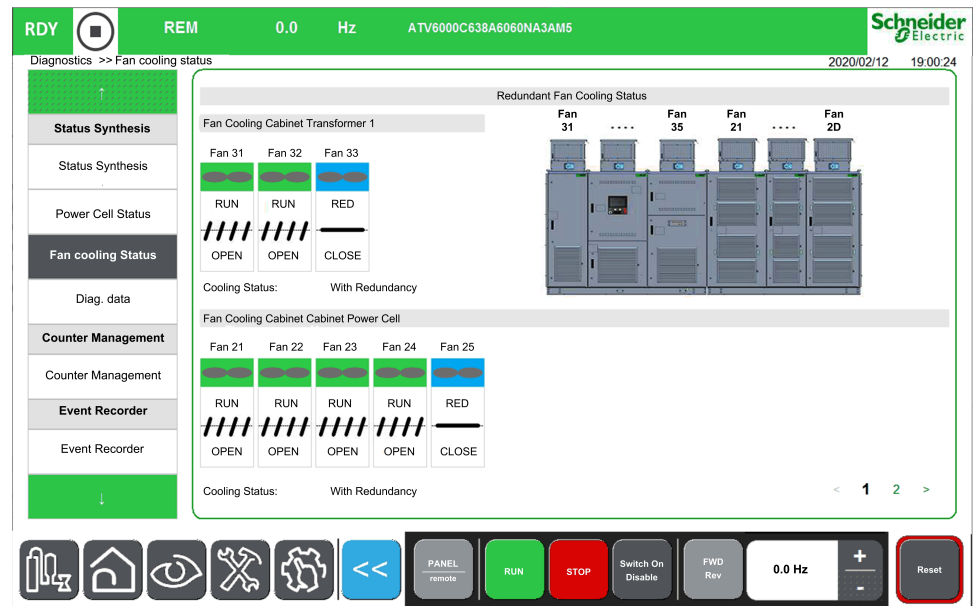 RDY REM 0.0 Hz ATV6000C638A6060NA3AM5 Schneider Electric
Diagnostics >> Fan cooling status 2020/02/12 19:00:24
↑
Status Synthesis
Status Synthesis
Power Cell Status
Fan cooling Status
Diag. data
Counter Management
Counter Management
Event Recorder
Event Recorder
↓
Redundant Fan Cooling Status
Fan Cooling Cabinet Transformer 1
Fan 31 Fan 32 Fan 33
RUN RUN RED
OPEN OPEN CLOSE
Cooling Status: With Redundancy
Fan Fan Fan Fan
31 .... 35 21 .... 2D
Fan Cooling Cabinet Cabinet Power Cell
Fan 21 Fan 22 Fan 23 Fan 24 Fan 25
RUN RUN RUN RUN RED
OPEN OPEN OPEN OPEN CLOSE
Cooling Status: With Redundancy
< 1 2 >
<< PANEL remote RUN STOP Switch On Disable FWD Rev 0.0 Hz + - Reset